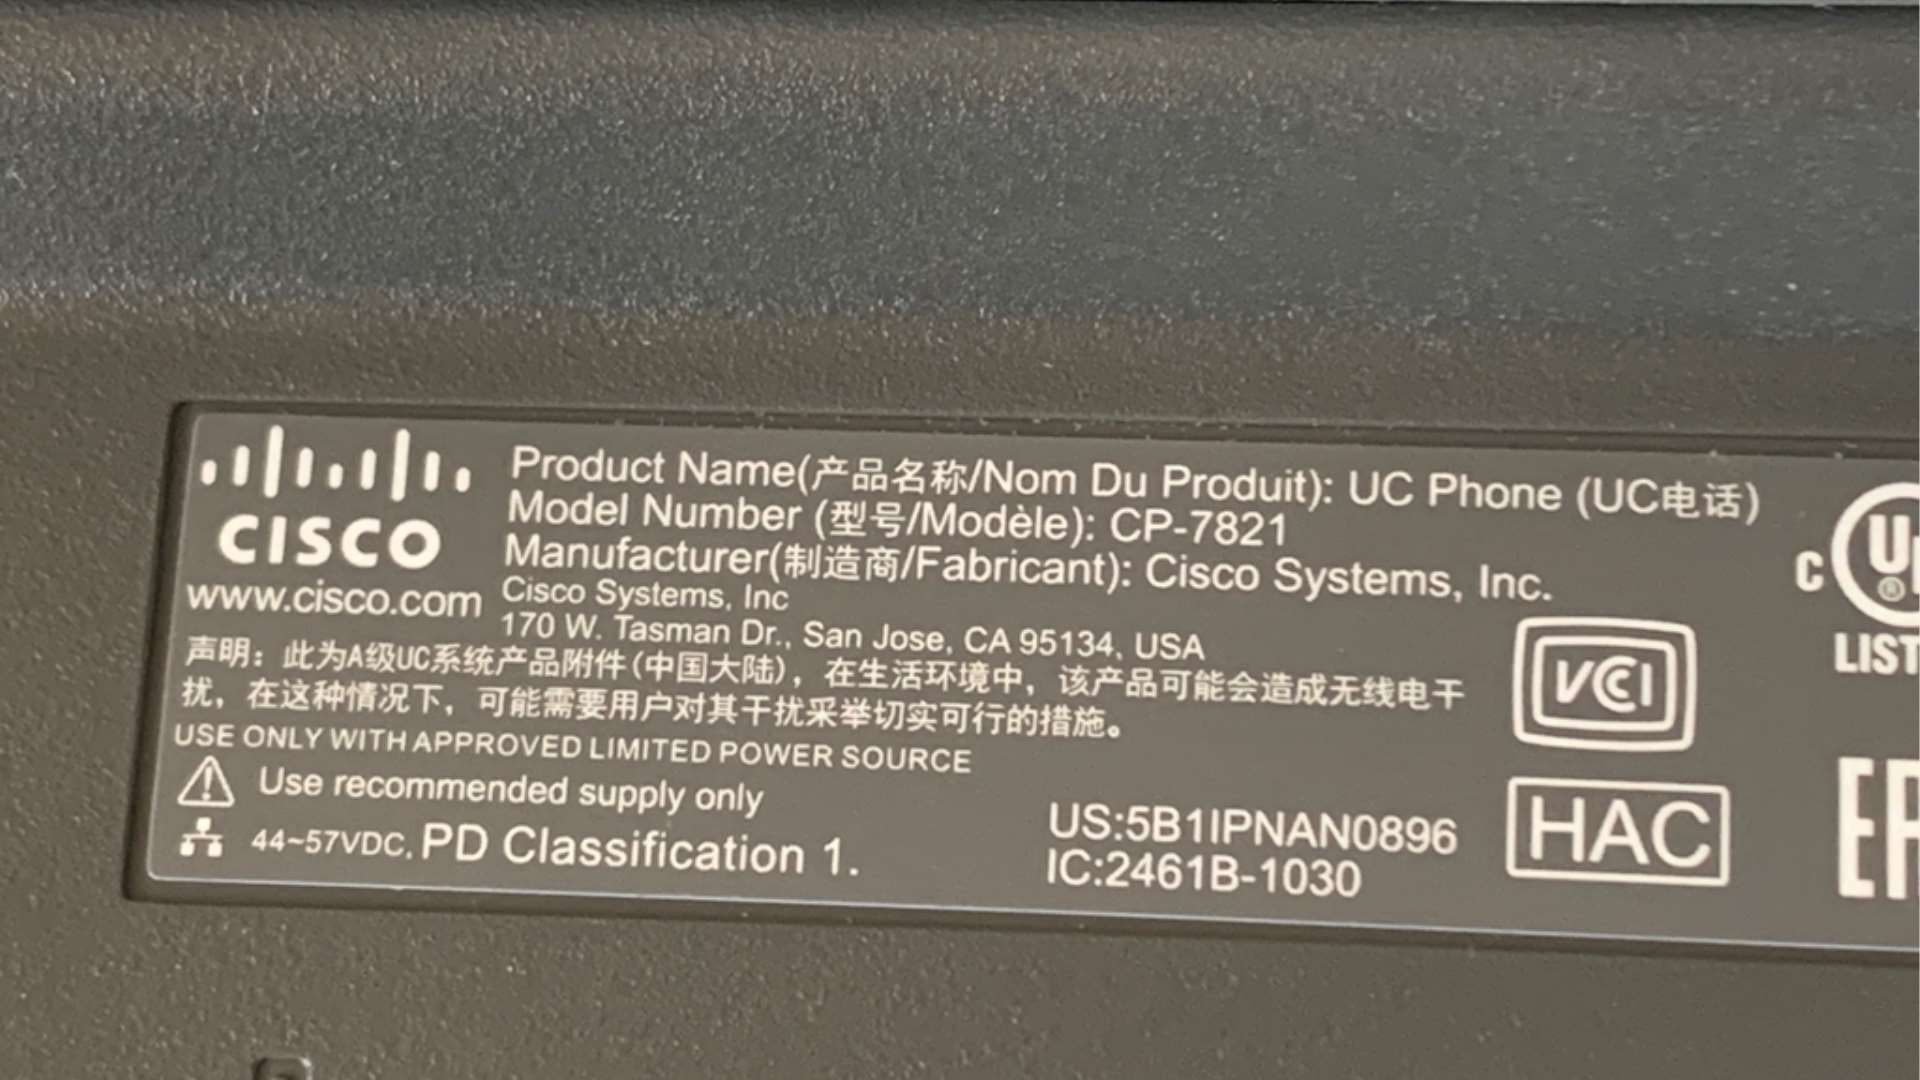 CISCO
www.cisco.com
Product Name(产品名称/Nom Du Produit): UC Phone (UC电话)
Model Number (型号/Modèle): CP-7821
Manufacturer(制造商/Fabricant): Cisco Systems, Inc.
Cisco Systems, Inc
170 W. Tasman Dr., San Jose, CA 95134, USA
声明：此为A级UC系统产品附件(中国大陆)，在生活环境中，该产品可能会造成无线电干
扰，在这种情况下，可能需要用户对其干扰采举切实可行的措施。
USE ONLY WITH APPROVED LIMITED POWER SOURCE
Use recommended supply only
44~57VDC. PD Classification 1.
US:5B1IPNAN0896
IC:2461B-1030
VCI
HAC
C
U
®
LIST